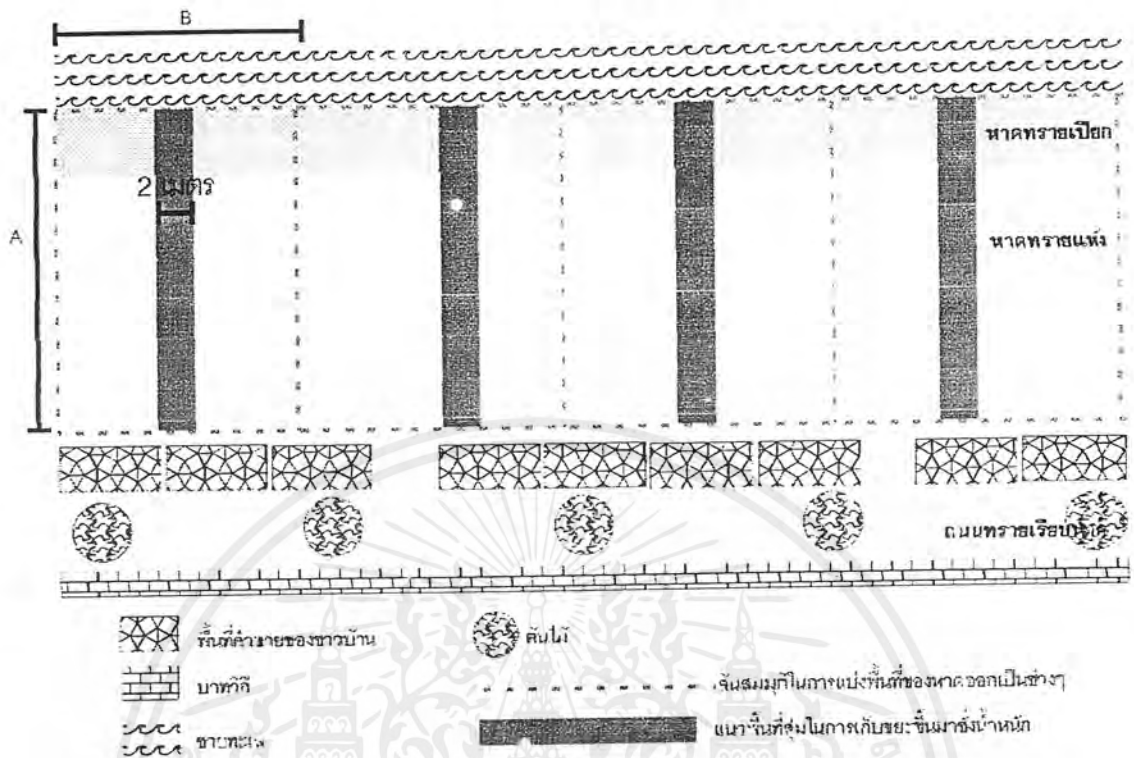 B
หาดทรายเปียก
2 เมตร
A
หาดทรายแห้ง
ถนนทรายเรียบหาด
พื้นที่ค้าขายของชาวบ้าน
ต้นไม้
บาทวิถี
เส้นสมมุติในการแบ่งพื้นที่ของหาดออกเป็นช่วงๆ
ชายทะเล
แนวพื้นที่สุ่มในการเก็บขยะขึ้นมาชั่งน้ำหนัก